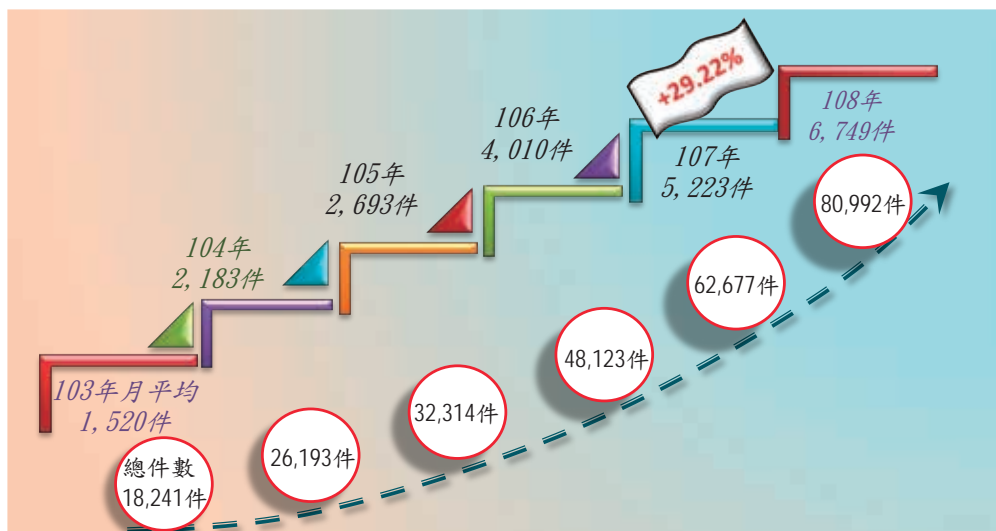 103年月平均
1,520件
104年
2,183件
105年
2,693件
106年
4,010件
107年
5,223件
+29.22%
108年
6,749件
總件數
18,241件
26,193件
32,314件
48,123件
62,677件
80,992件